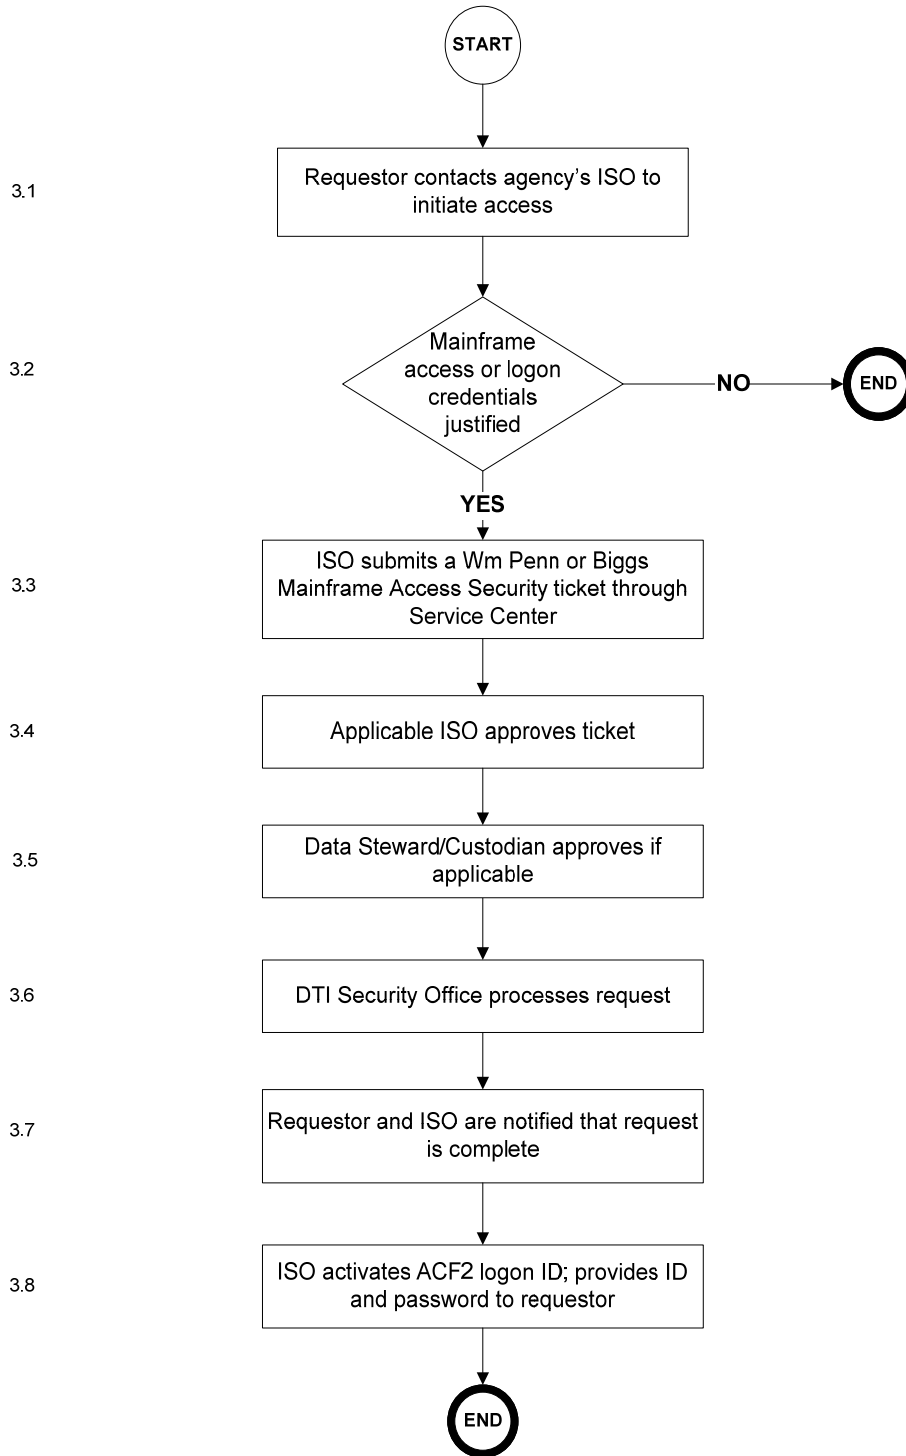 START
3.1
Requestor contacts agency’s ISO to
initiate access
3.2
Mainframe
access or logon
credentials
justified
NO
END
YES
3.3
ISO submits a Wm Penn or Biggs
Mainframe Access Security ticket through
Service Center
3.4
Applicable ISO approves ticket
3.5
Data Steward/Custodian approves if
applicable
3.6
DTI Security Office processes request
3.7
Requestor and ISO are notified that request
is complete
3.8
ISO activates ACF2 logon ID; provides ID
and password to requestor
END